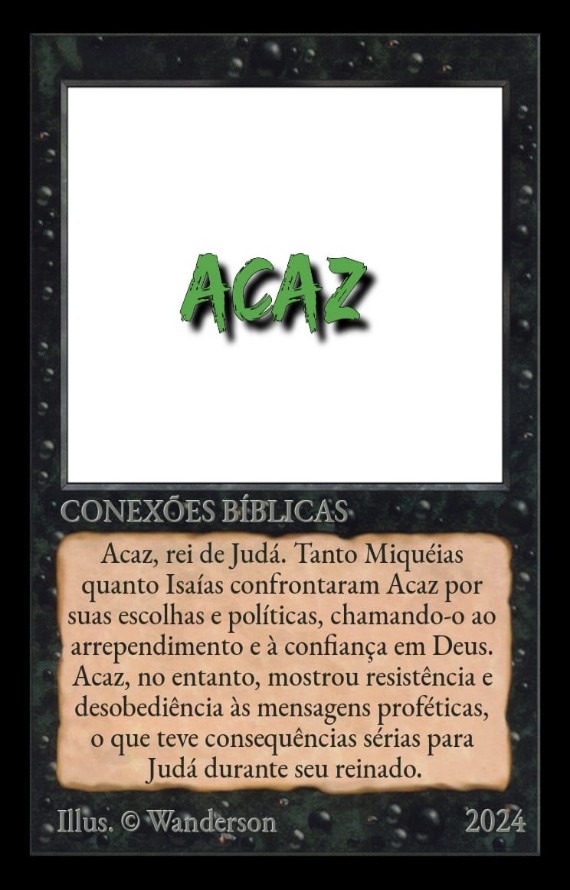 ACAZ
CONEXÕES BÍBLICAS
Acaz, rei de Judá. Tanto Miquéias
quanto Isaías confrontaram Acaz por
suas escolhas e políticas, chamando-o ao
arrependimento e à confiança em Deus.
Acaz, no entanto, mostrou resistência e
desobediência às mensagens proféticas,
o que teve consequências sérias para
Judá durante seu reinado.
Illus. © Wanderson 2024